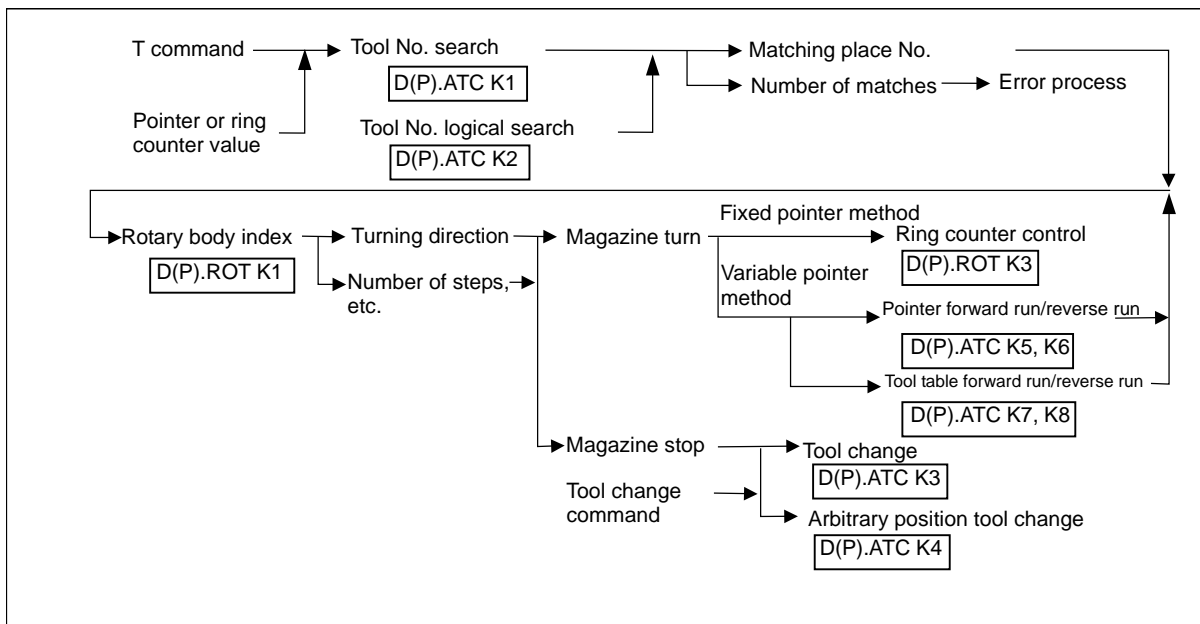 T command
Tool No. search
Matching place No.
D(P).ATC K1
Number of matches
Error process
Pointer or ring
counter value
Tool No. logical search
D(P).ATC K2
Fixed pointer method
Rotary body index
Turning direction
Magazine turn
Ring counter control
D(P).ROT K1
D(P).ROT K3
Number of steps,
etc.
Variable pointer
method
Pointer forward run/reverse run
D(P).ATC K5, K6
Tool table forward run/reverse run
D(P).ATC K7, K8
Magazine stop
Tool change
D(P).ATC K3
Tool change
command
Arbitrary position tool change
D(P).ATC K4